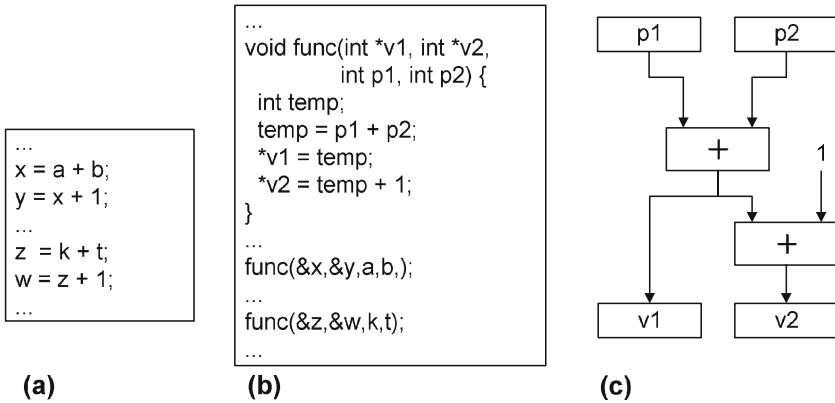 ...
x = a + b;
y = x + 1;
...
z = k + t;
w = z + 1;
...
(a)
...
void func(int *v1, int *v2,
int p1, int p2) {
int temp;
temp = p1 + p2;
*v1 = temp;
*v2 = temp + 1;
}
...
func(&x,&y,a,b,);
...
func(&z,&w,k,t);
...
(b)
p1 p2
+
1
+
v1 v2
(c)